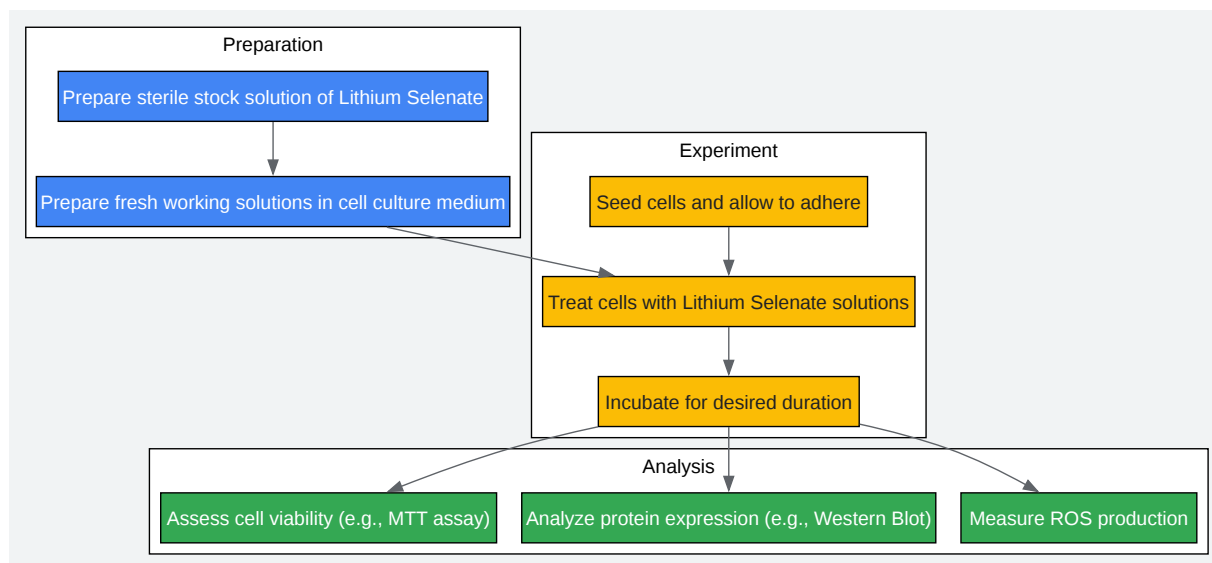 Preparation
Prepare sterile stock solution of Lithium Selenate
Prepare fresh working solutions in cell culture medium
Experiment
Seed cells and allow to adhere
Treat cells with Lithium Selenate solutions
Incubate for desired duration
Analysis
Assess cell viability (e.g., MTT assay)
Analyze protein expression (e.g., Western Blot)
Measure ROS production